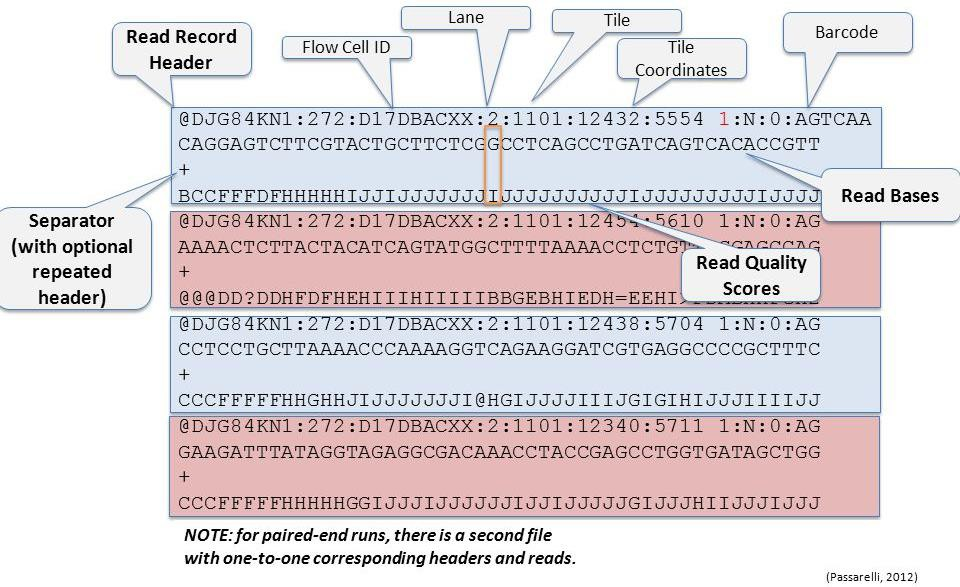 Lane
Tile
Read Record
Header
Flow Cell ID
Tile
Coordinates
Barcode
@DJG84KN1:272:D17DBACXX:2:1101:12432:5554 1:N:0:AGTCAA
CAGGAGTCTTCGTACTGCTTCTCGGCCTCAGCCTGATCAGTCACACCGTT
+
BCCFFFDFHHHHHIJJIJJJJJJJIJJJJJJJJJJIJJJJJJJJJIJJJJ
Read Bases
Separator
(with optional
repeated
header)
@DJG84KN1:272:D17DBACXX:2:1101:12454:5610 1:N:0:AG
AAAACTCTTACTACATCAGTATGGCTTTTAAAACCTCTGT
+
@@@DD?DDHFDFHEHIIIHIIIIIBBGEBHIEDH=EEHI
Read Quality
Scores
@DJG84KN1:272:D17DBACXX:2:1101:12438:5704 1:N:0:AG
CCTCCTGCTTAAAACCCAAAAGGTCAGAAGGATCGTGAGGCCCCGCTTTC
+
CCCFFFFFHHGHHJIJJJJJJJI@HGIJJJJIIIJGIGIHIJJJIIIIJJ
@DJG84KN1:272:D17DBACXX:2:1101:12340:5711 1:N:0:AG
GAAGATTTATAGGTAGAGGCGACAAACCTACCGAGCCTGGTGATAGCTGG
+
CCCFFFFFHHHHHGGIJJJIJJJJJJIJJIJJJJJGIJJJHIIJJJIJJJ
NOTE: for paired-end runs, there is a second file
with one-to-one corresponding headers and reads.
(Passarelli, 2012)